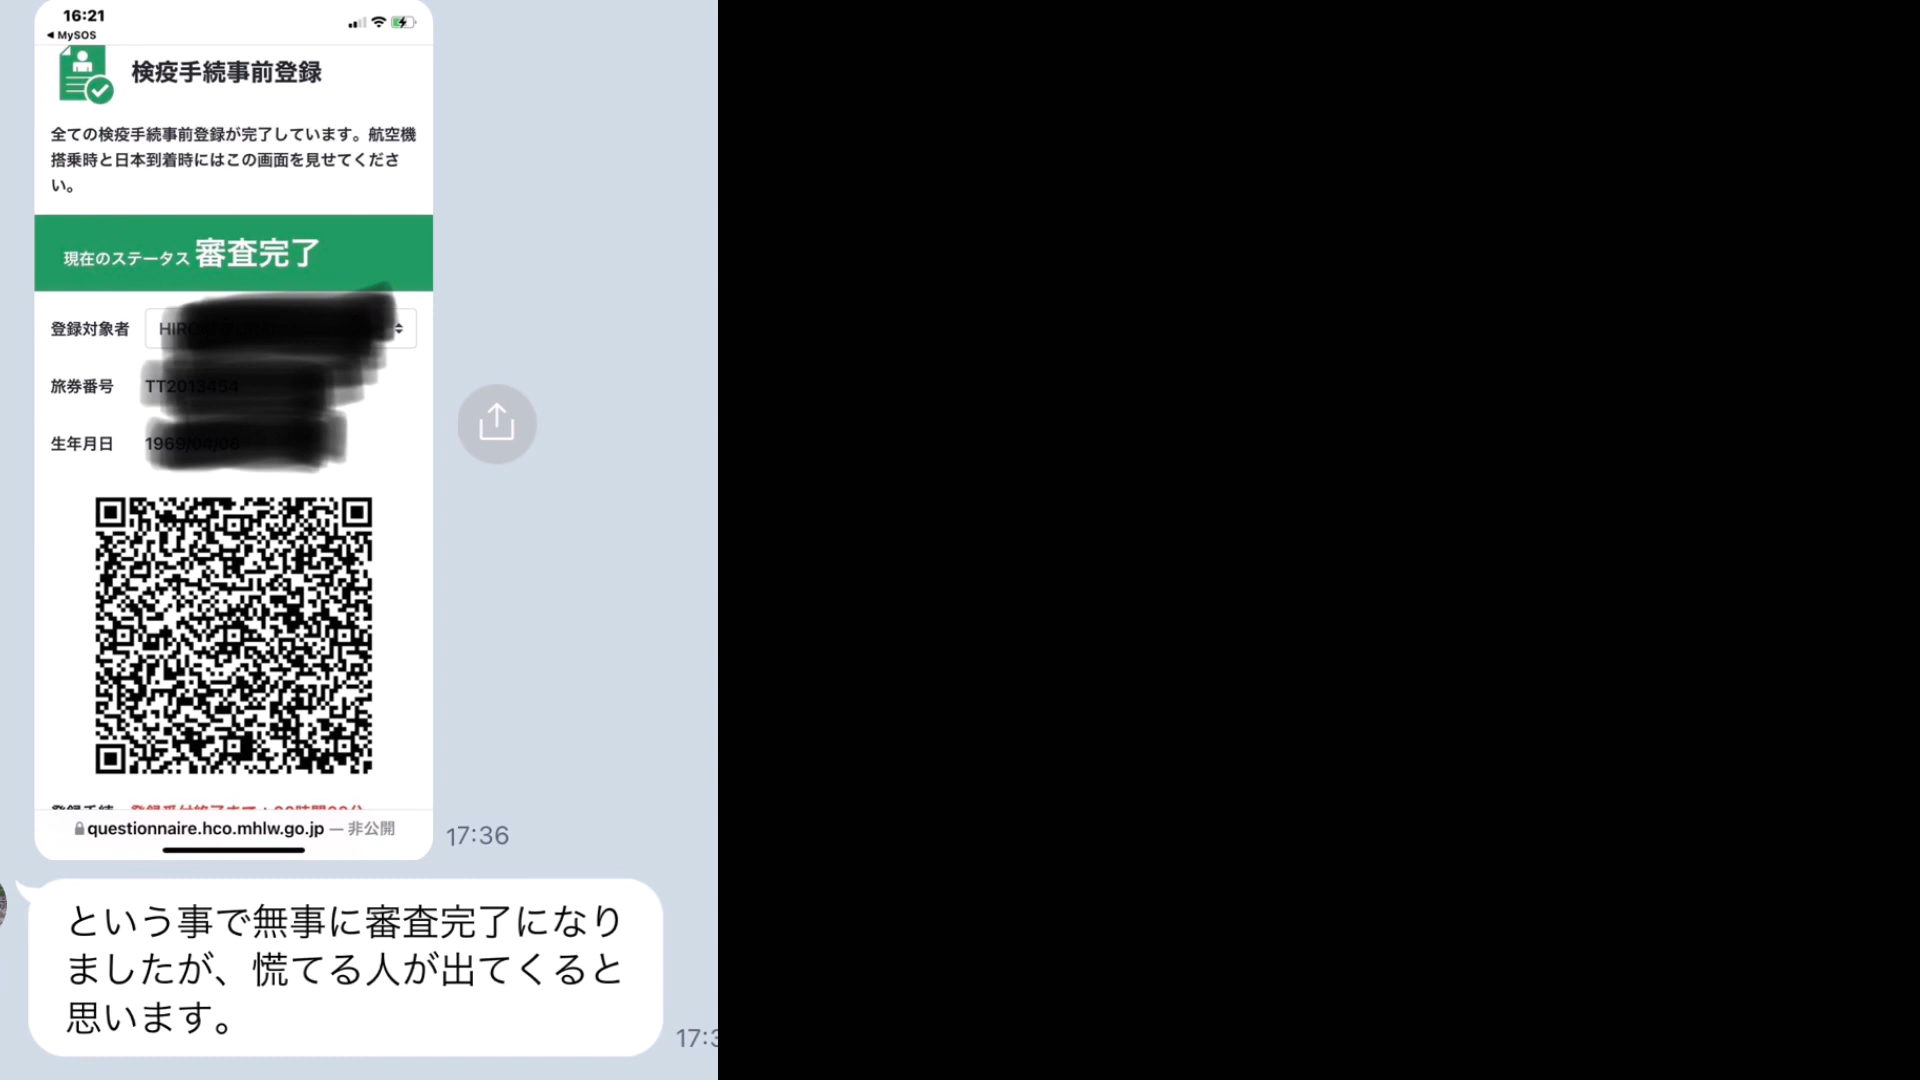 16:21
◀ MySOS
検疫手続事前登録
全ての検疫手続事前登録が完了しています。航空機
搭乗時と日本到着時にはこの画面を見せてくださ
い。
現在のステータス 審査完了
登録対象者
旅券番号
生年月日
questionnaire.hco.mhlw.go.jp — 非公開
17:36
という事で無事に審査完了になり
ましたが、慌てる人が出てくると
思います。